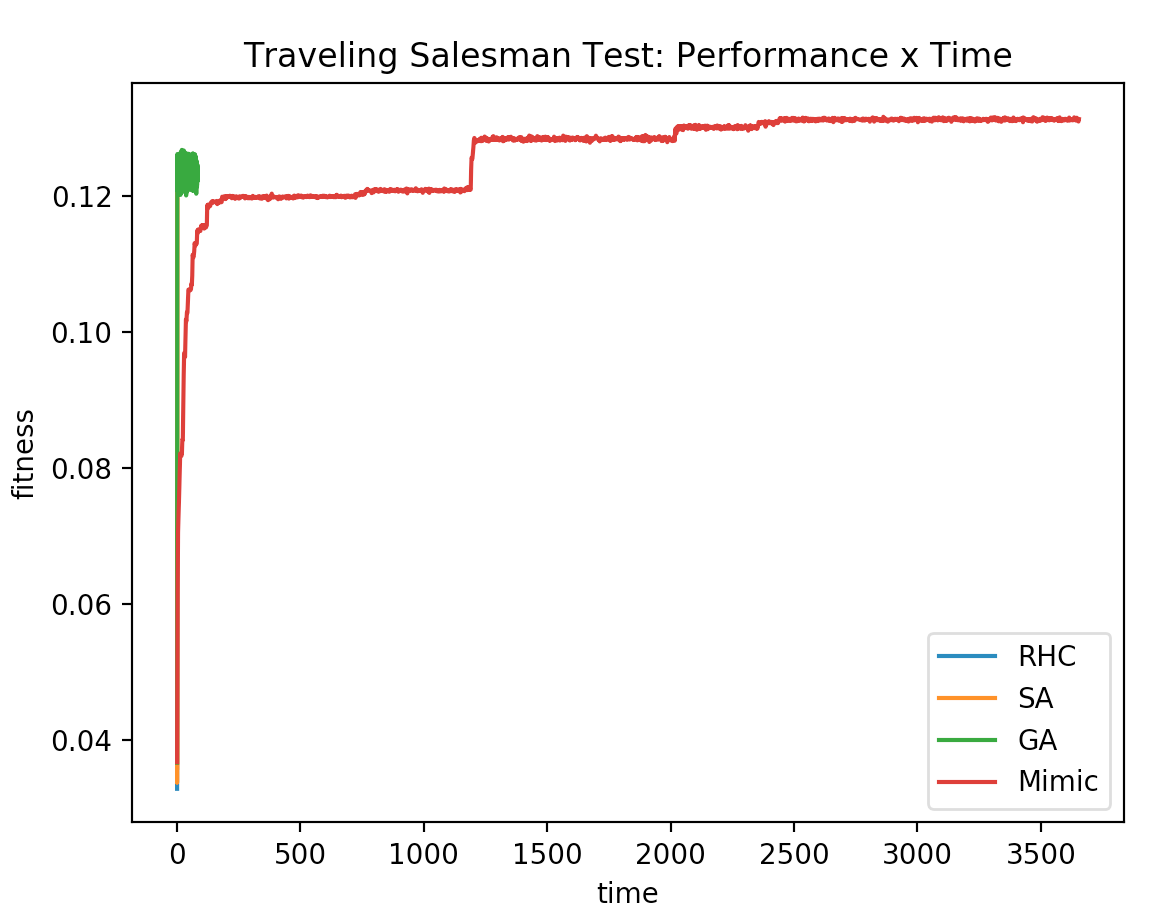 Traveling Salesman Test: Performance x Time
fitness
0.12
0.10
0.08
0.06
0.04
RHC
SA
GA
Mimic
0 500 1000 1500 2000 2500 3000 3500
time